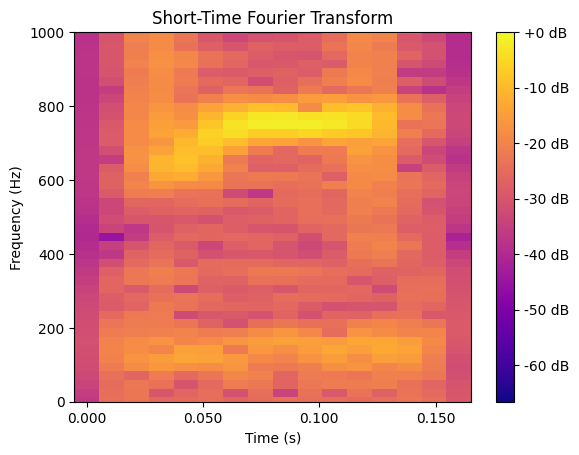 Short-Time Fourier Transform
1000
800
600
400
200
0
Frequency (Hz)
0.000
0.050
0.100
0.150
Time (s)
+0 dB
-10 dB
-20 dB
-30 dB
-40 dB
-50 dB
-60 dB